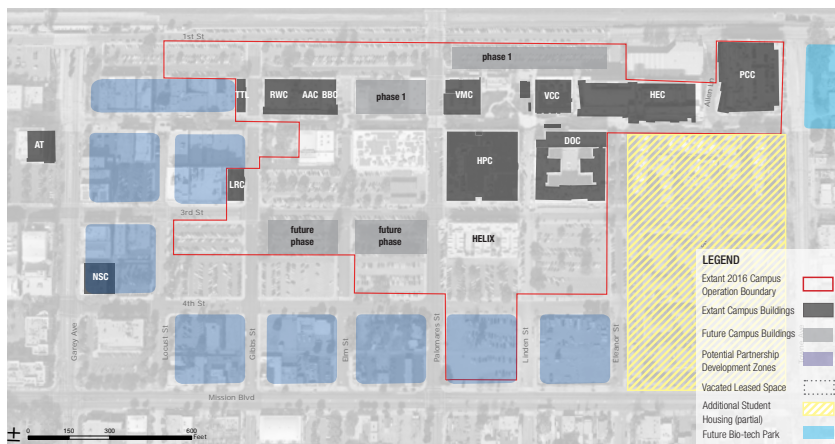 1st St
phase 1
PCC
TTL
RWC
AAC
BBC
phase 1
VMC
VCC
HEC
Allen Ln
AT
HPC
DOC
LRC
3rd St
future
phase
future
phase
HELIX
NSC
4th St
Garey Ave
Locust St
Gibbs St
Elm St
Palomares St
Linden St
Eleanor St
Mission Blvd
0 150 300 600
Feet
LEGEND
Extant 2016 Campus
Operation Boundary
Extant Campus Buildings
Future Campus Buildings
Potential Partnership
Development Zones
Vacated Leased Space
Additional Student
Housing (partial)
Future Bio-tech Park